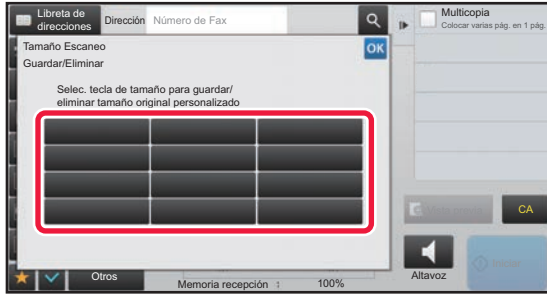 Libreta de
direcciones
Dirección
Número de Fax
Multicopia
Colocar varias pág. en 1 pág.
Tamaño Escaneo
Guardar/Eliminar
OK
Selec. tecla de tamaño para guardar/
eliminar tamaño original personalizado
CA
Otros
Memoria recepción : 100%
Altavoz